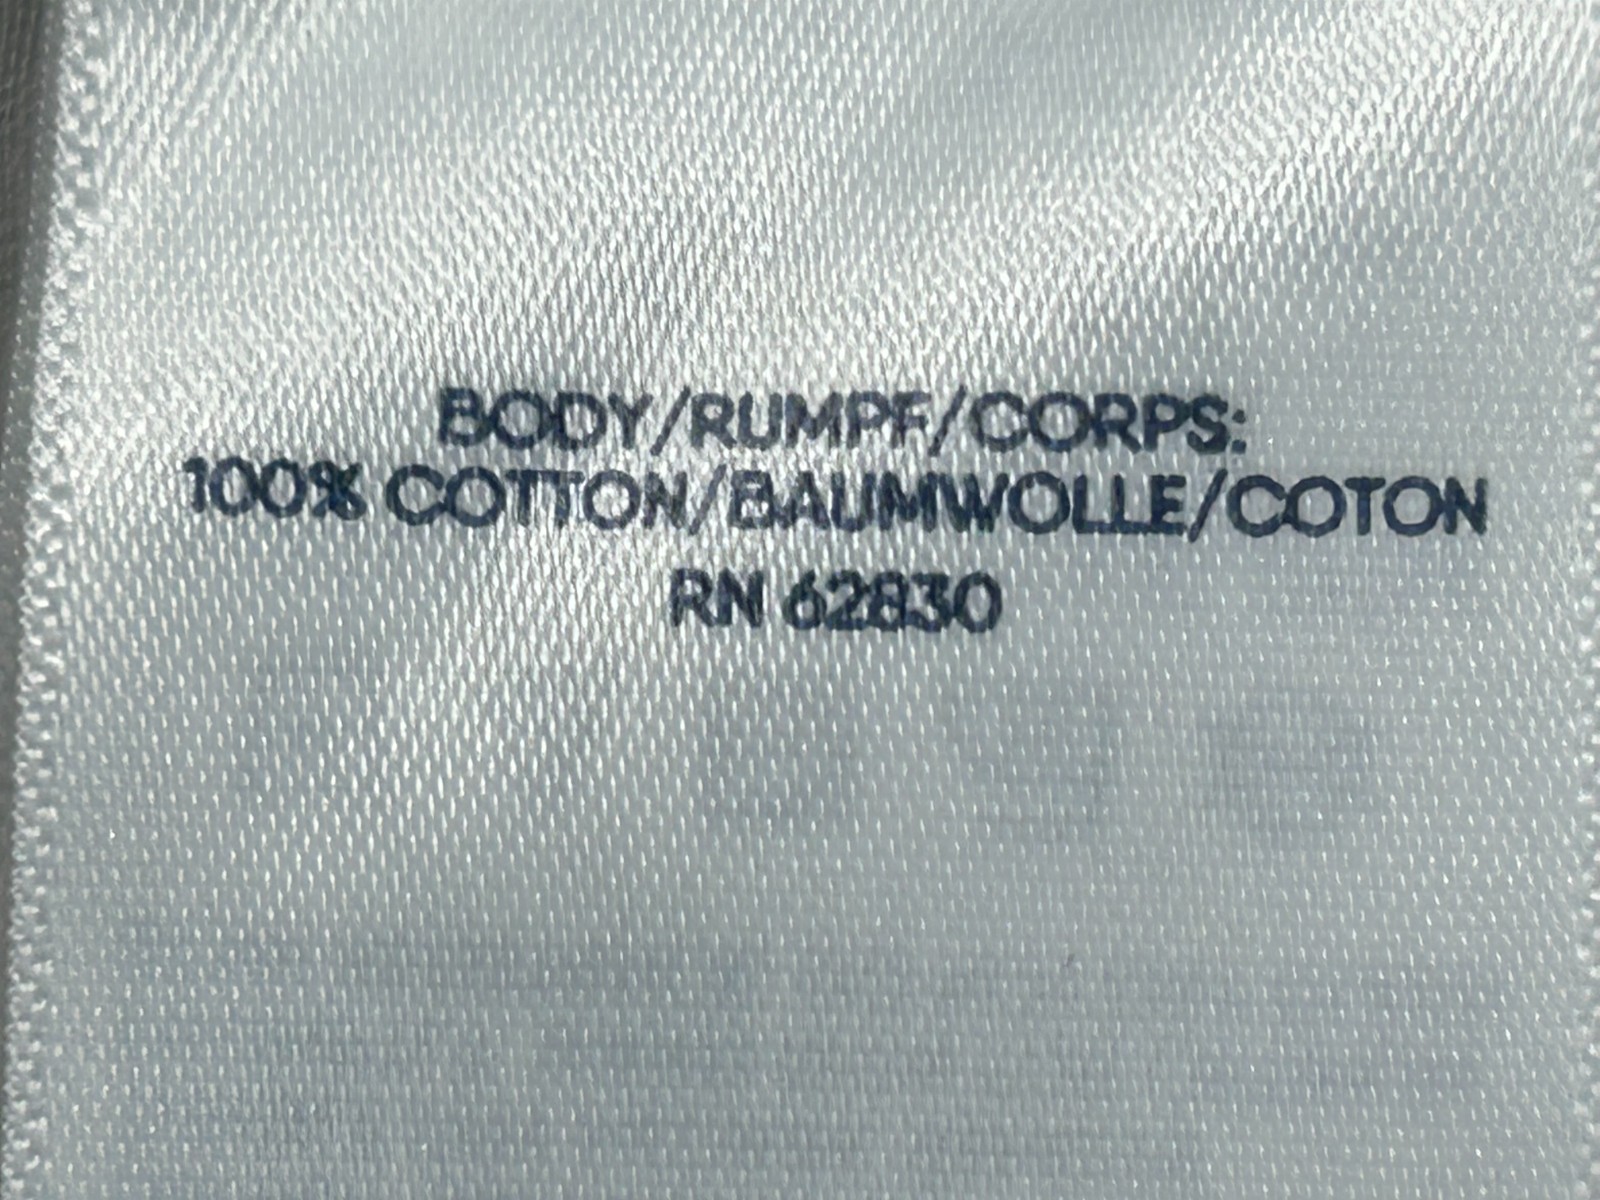 BODY/RUMPF/CORPS:
100% COTTON/BAUMWOLLE/COTON
RN 62830